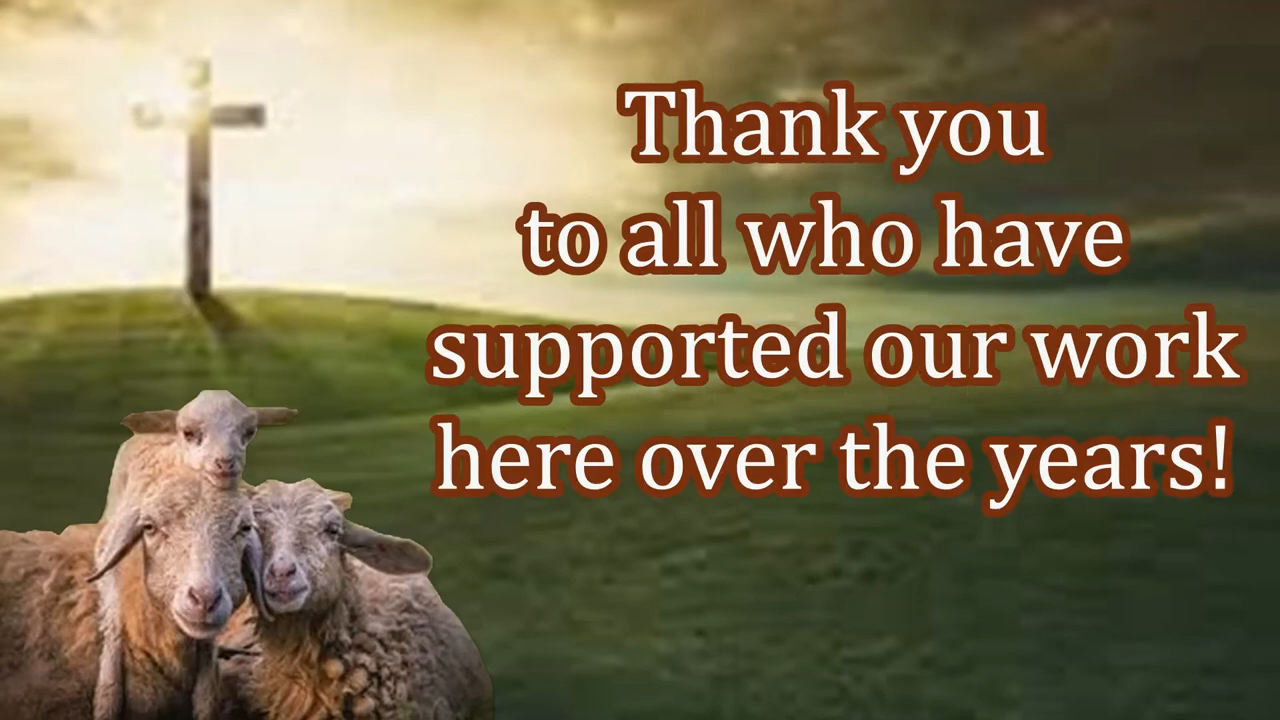 Thank you
to all who have
supported our work
here over the years!